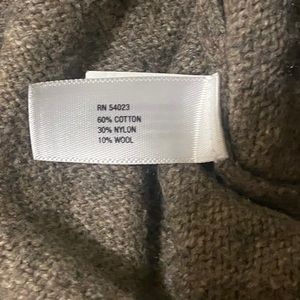 RN 54023
60% COTTON
30% NYLON
10% WOOL